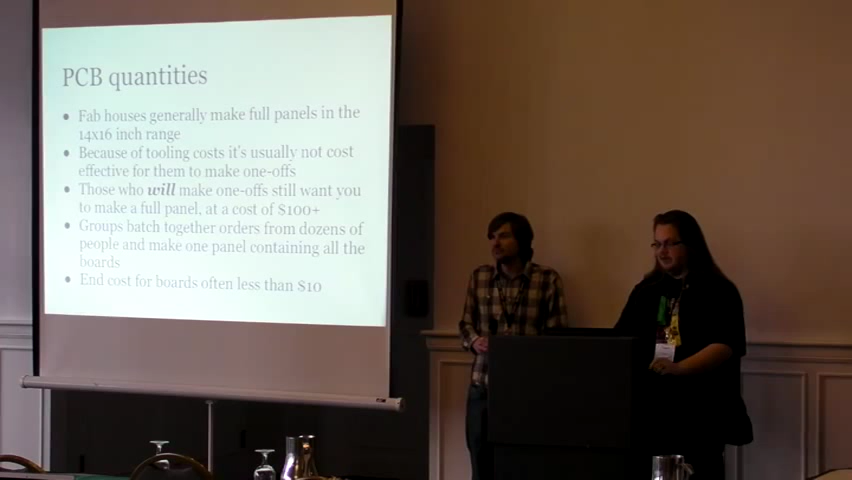 PCB quantities
● Fab houses generally make full panels in the
14x16 inch range
● Because of tooling costs it's usually not cost
effective for them to make one-offs
● Those who will make one-offs still want you
to make a full panel, at a cost of $100+
● Groups batch together orders from dozens of
people and make one panel containing all the
boards
● End cost for boards often less than $10